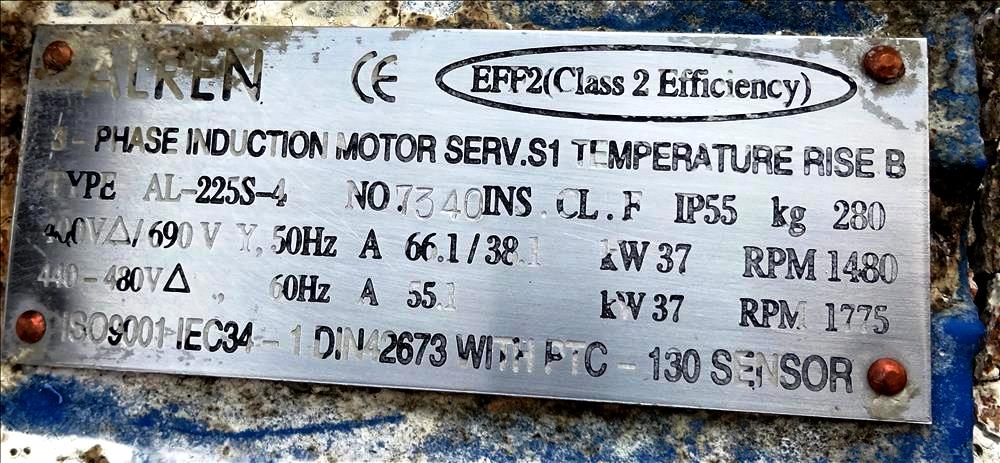 ALREN CE EFF2(Class 2 Efficiency)
3 - PHASE INDUCTION MOTOR SERV.S1 TEMPERATURE RISE B
TYPE AL-225S-4 NO 7340 INS. CL. F IP55 kg 280
400V△/690V Y, 50Hz A 66.1/38.1 kW 37 RPM 1480
440-480V△ ,, 60Hz A 55.1 kW 37 RPM 1775
ISO9001-IEC34-1 DIN42673 WITH PTC - 130 SENSOR